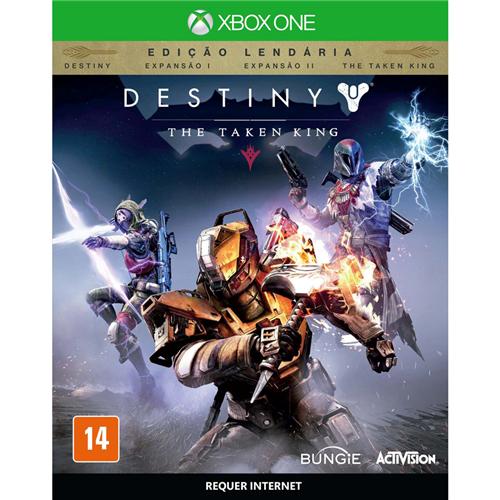 XBOX ONE
EDIÇÃO LENDÁRIA
DESTINY EXPANSÃO I EXPANSÃO II THE TAKEN KING
DESTINY
THE TAKEN KING
14
BUNGiE ACTIVISION
REQUER INTERNET